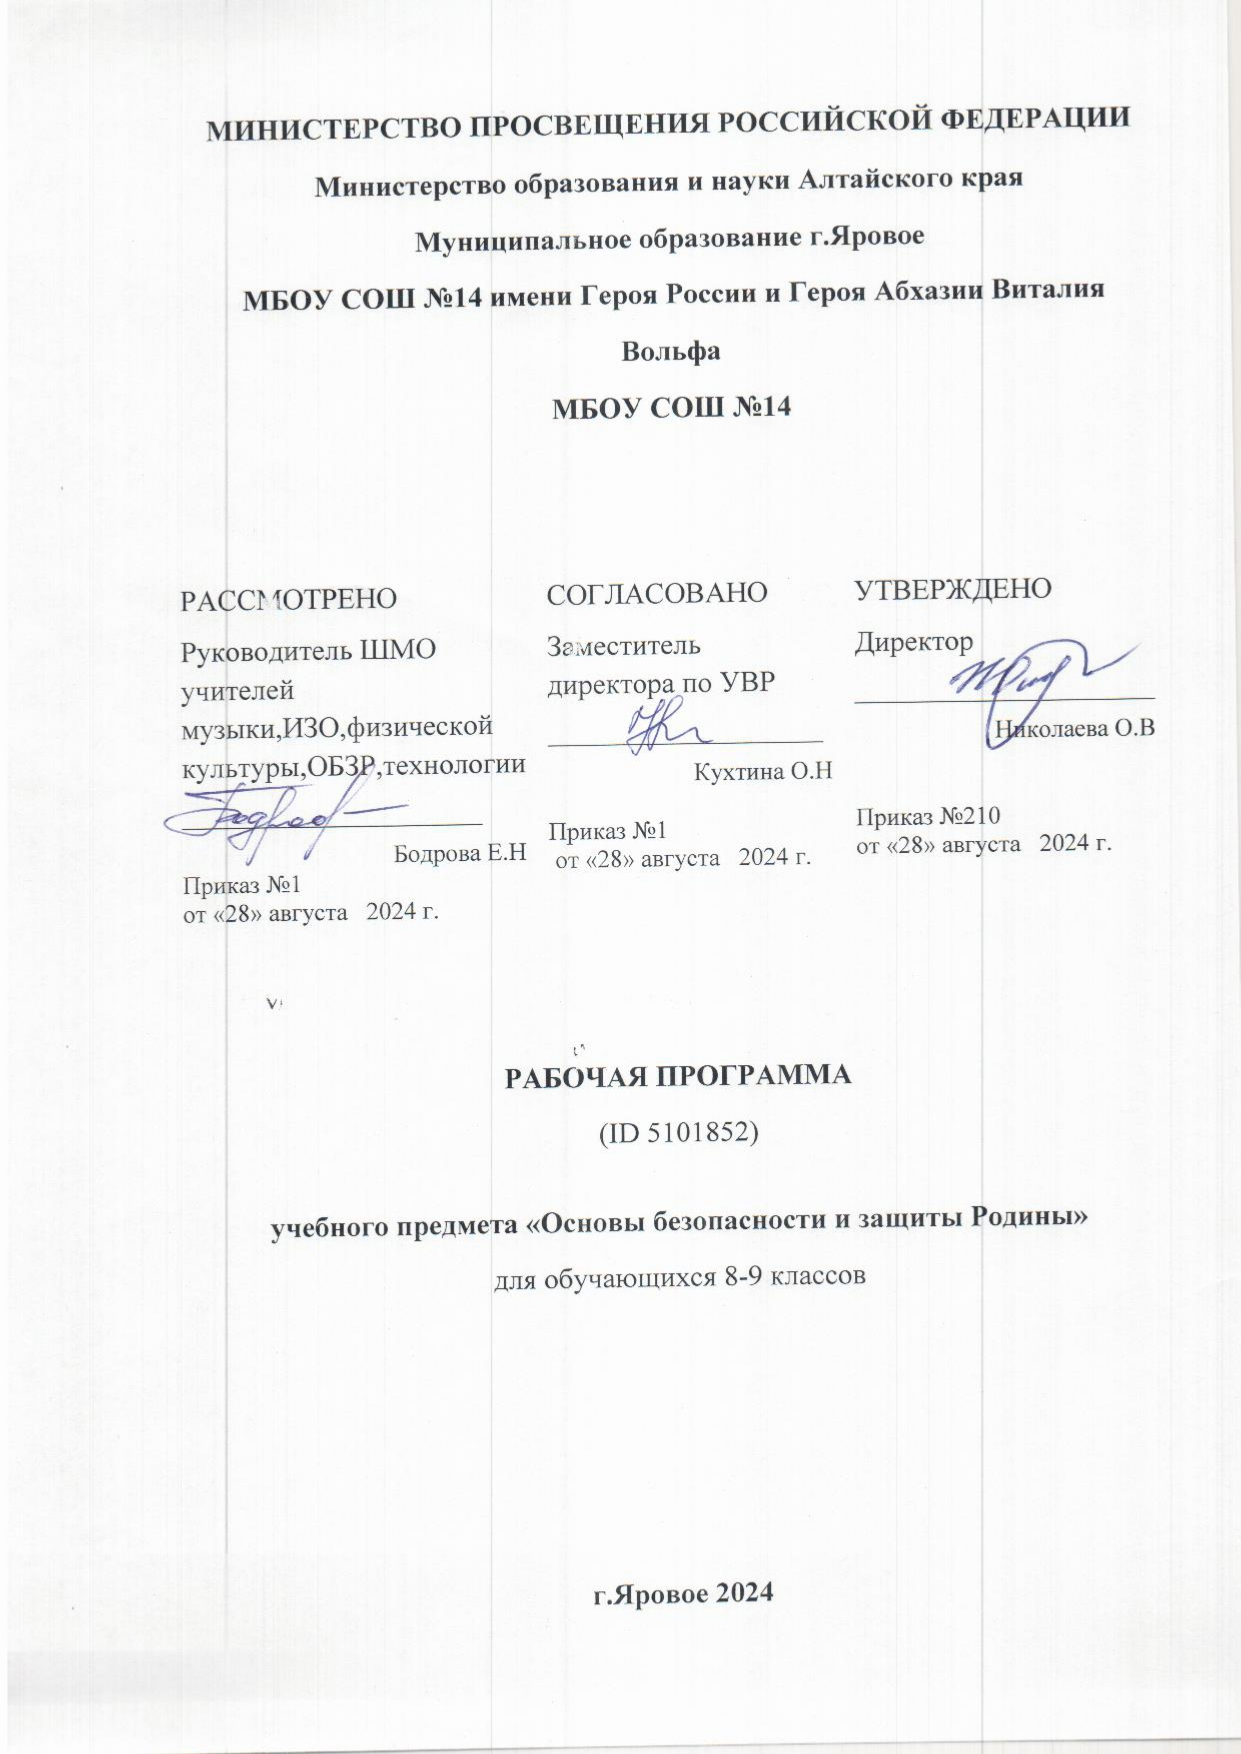 МИНИСТЕРСТВО ПРОСВЕЩЕНИЯ РОССИЙСКОЙ ФЕДЕРАЦИИ
Министерство образования и науки Алтайского края
Муниципальное образование г.Яровое
МБОУ СОШ №14 имени Героя России и Героя Абхазии Виталия
Вольфа
МБОУ СОШ №14
РАССМОТРЕНО
Руководитель ШМО
учителей
музыки,ИЗО,физической
культуры,ОБЗР,технологии
Бодрова Е.Н
Приказ №1
от «28» августа 2024 г.
СОГЛАСОВАНО
Заместитель
директора по УВР
Кухтина О.Н
Приказ №1
от «28» августа 2024 г.
УТВЕРЖДЕНО
Директор
Николаева О.В
Приказ №210
от «28» августа 2024 г.
РАБОЧАЯ ПРОГРАММА
(ID 5101852)
учебного предмета «Основы безопасности и защиты Родины»
для обучающихся 8-9 классов
г.Яровое 2024